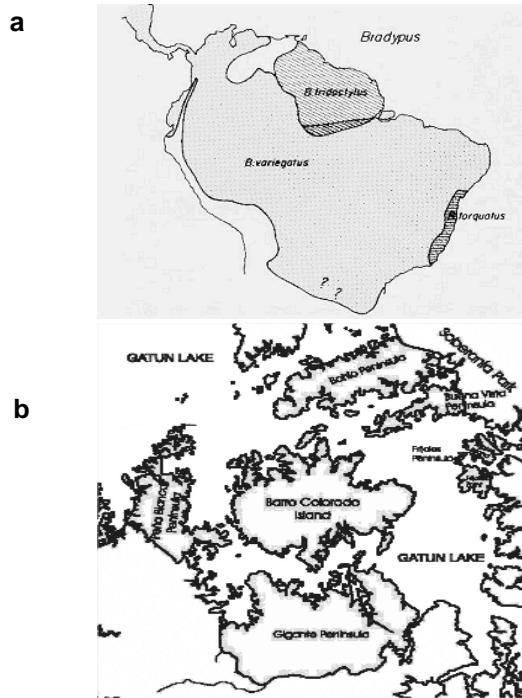 a
Bradypus
B. tridactylus
B. variegatus
B. torquatus
? ?
b
GATUN LAKE
Soberania Park
Bohio Peninsula
Buena Vista
Peninsula
Frijoles
Peninsula
Peña Blanca
Peninsula
Barro Colorado
Island
GATUN LAKE
Gigante Peninsula